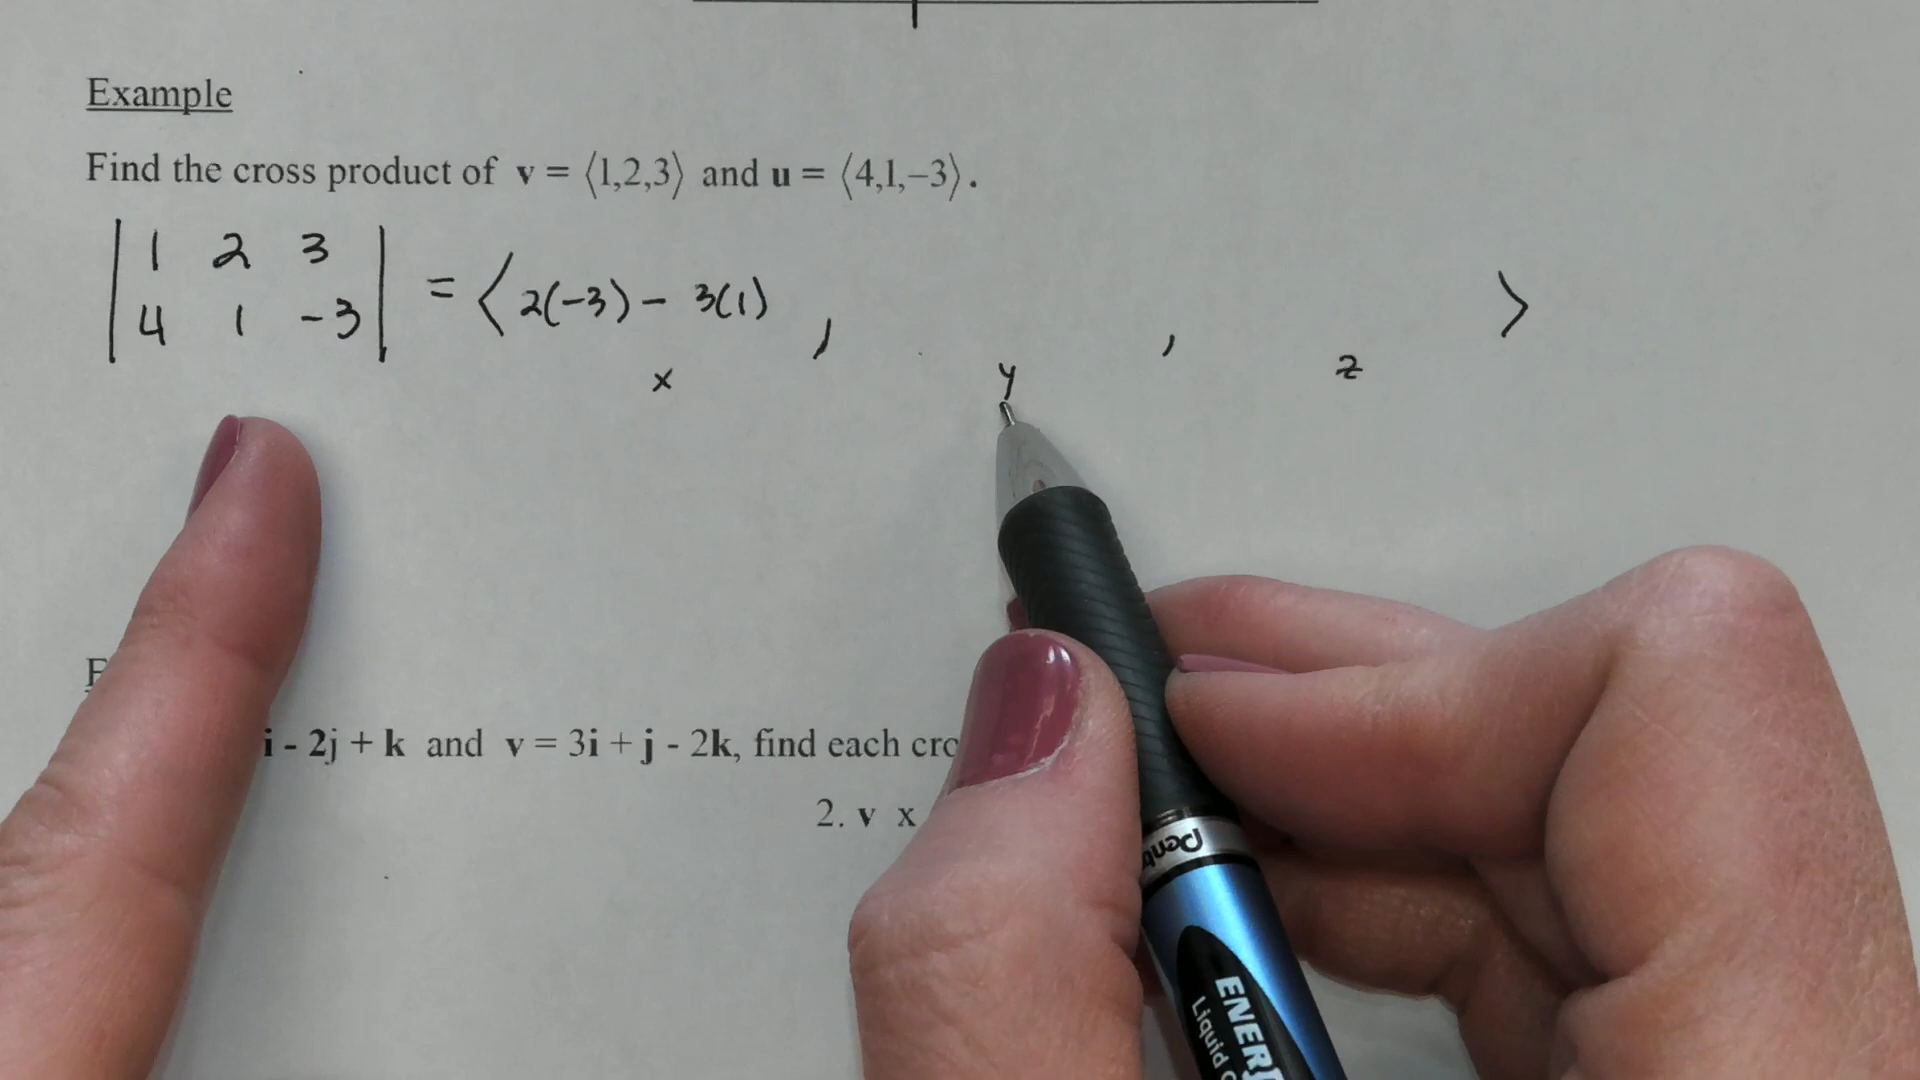 Example
Find the cross product of v = ⟨1,2,3⟩ and u = ⟨4,1,−3⟩.
| 1 2 3 |
| 4 1 -3 | = ⟨ 2(-3) - 3(1) , , ⟩
x y z
i - 2j + k and v = 3i + j - 2k, find each
2. v x
ENER
Liquid